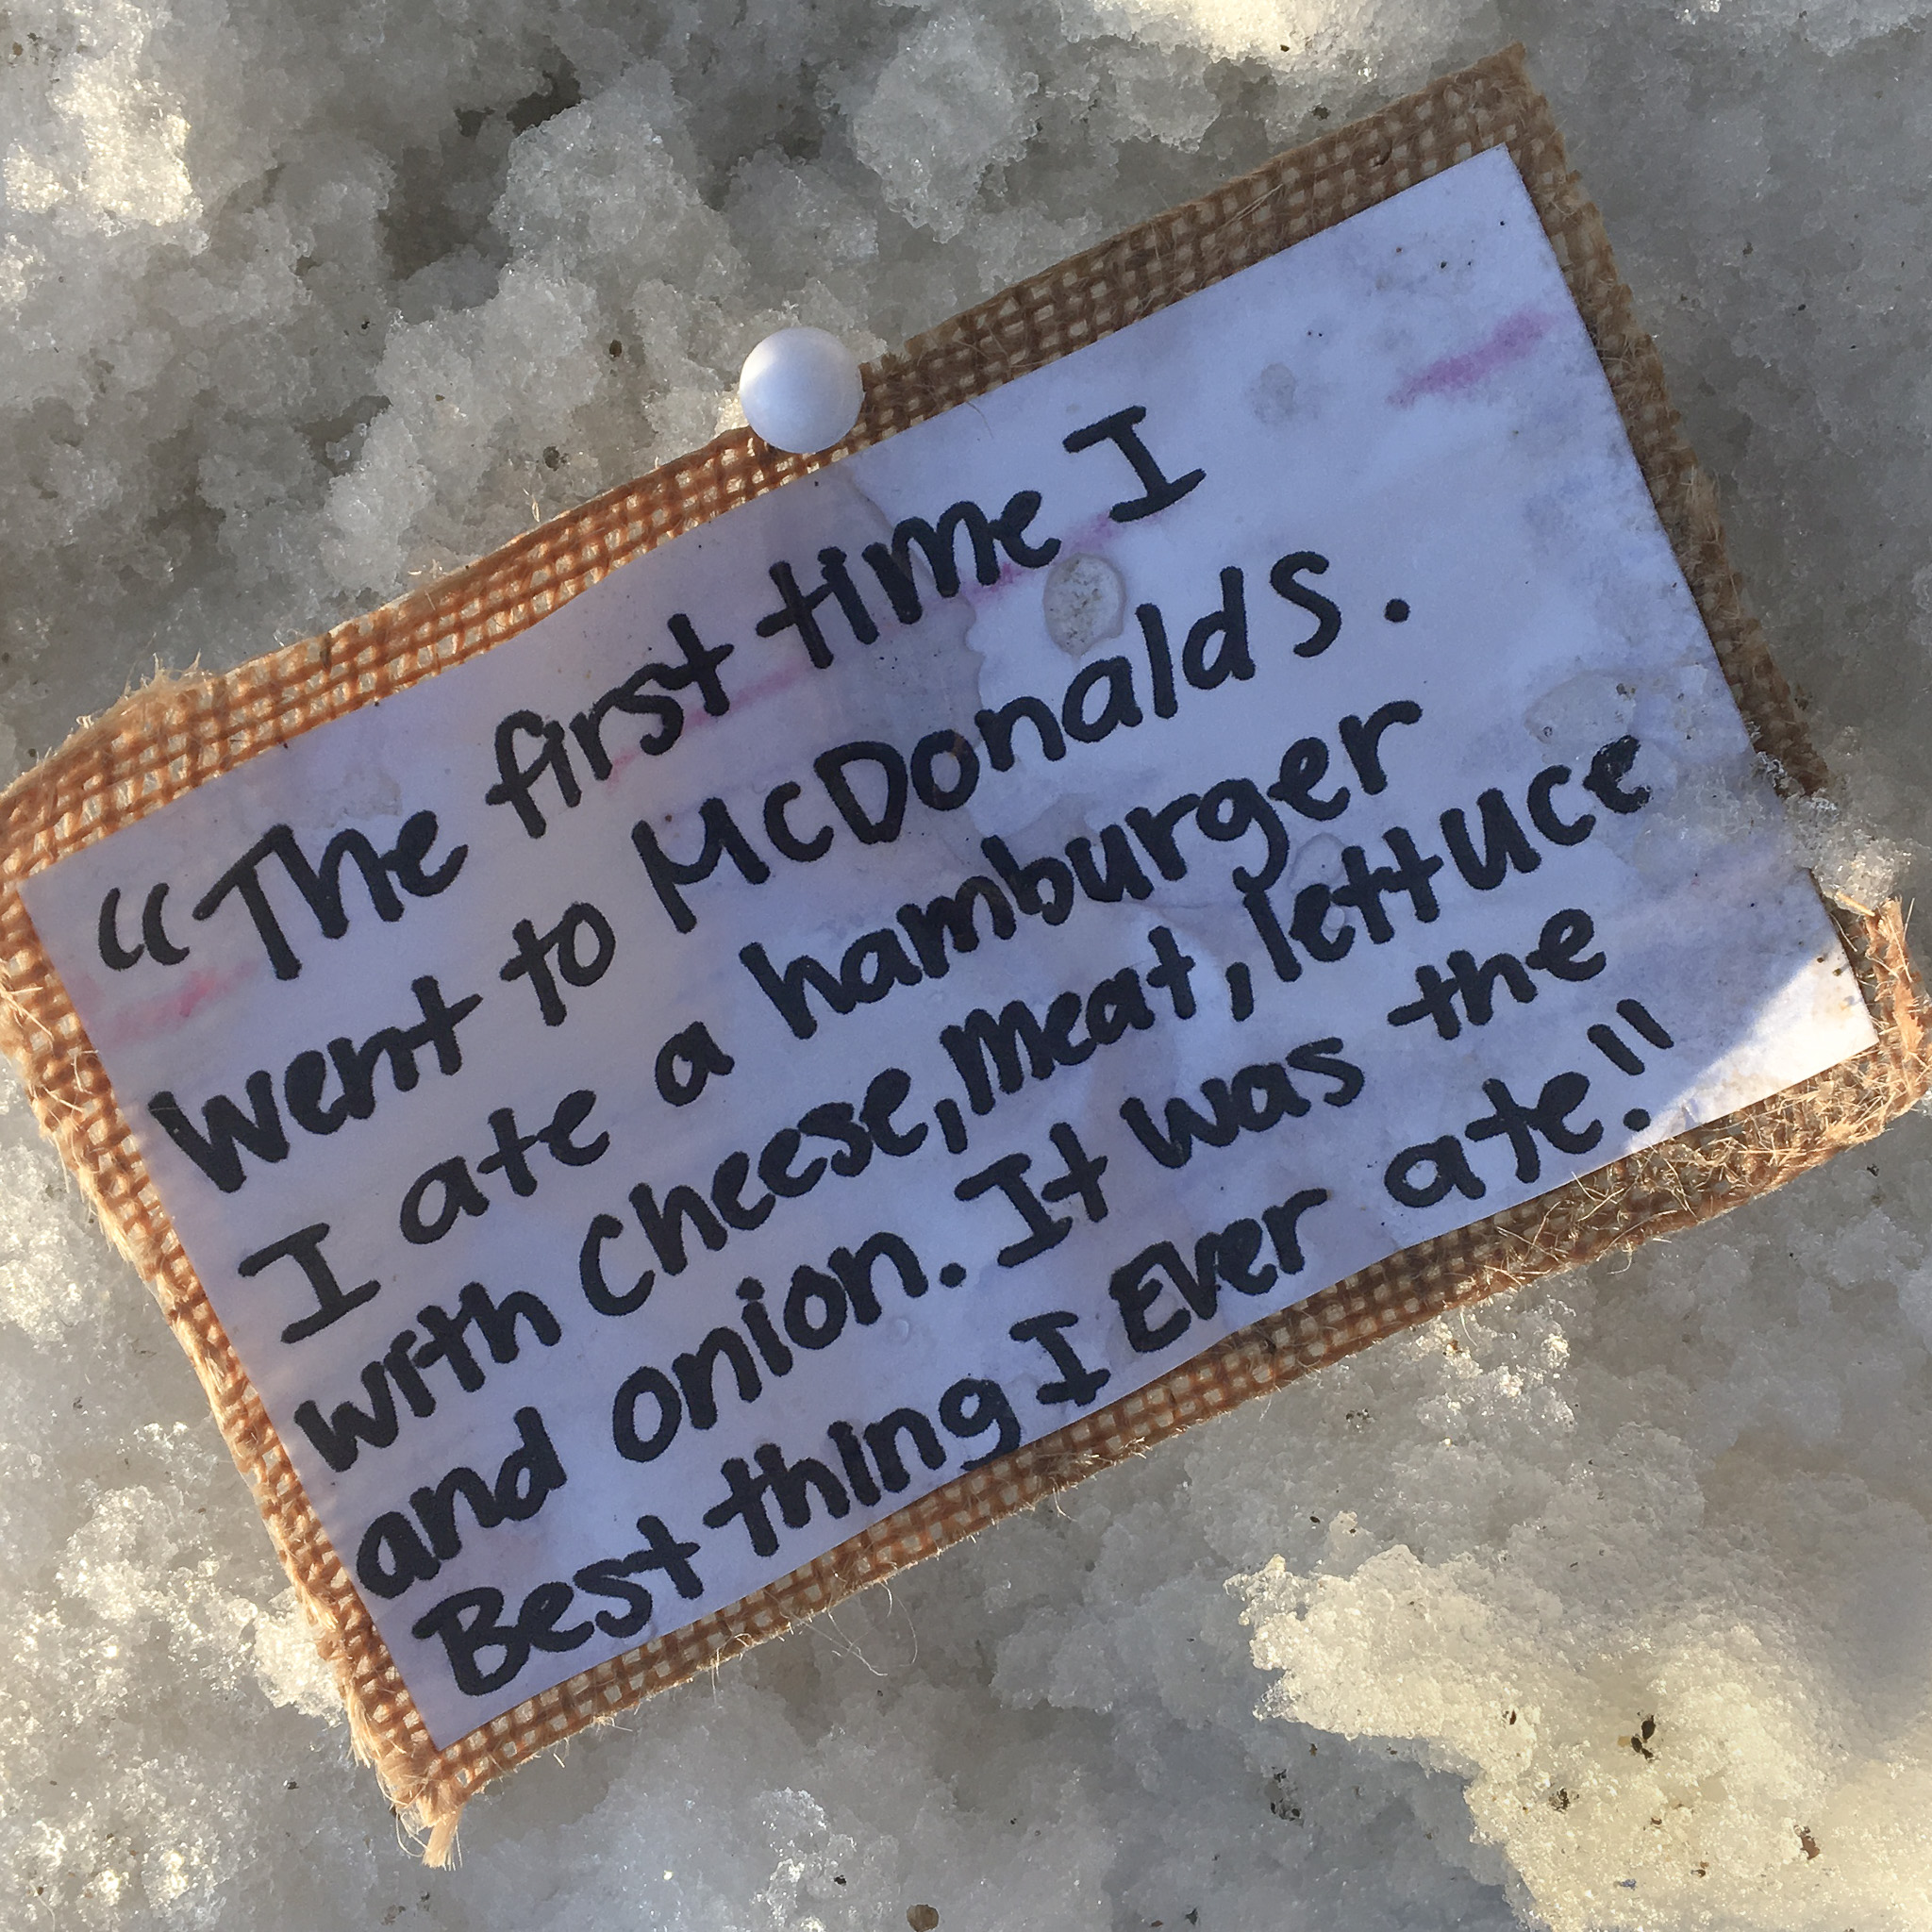 “The first time I
went to McDonalds.
I ate a hamburger
with Cheese, meat, lettuce
and onion. It was the
Best thing I Ever ate."